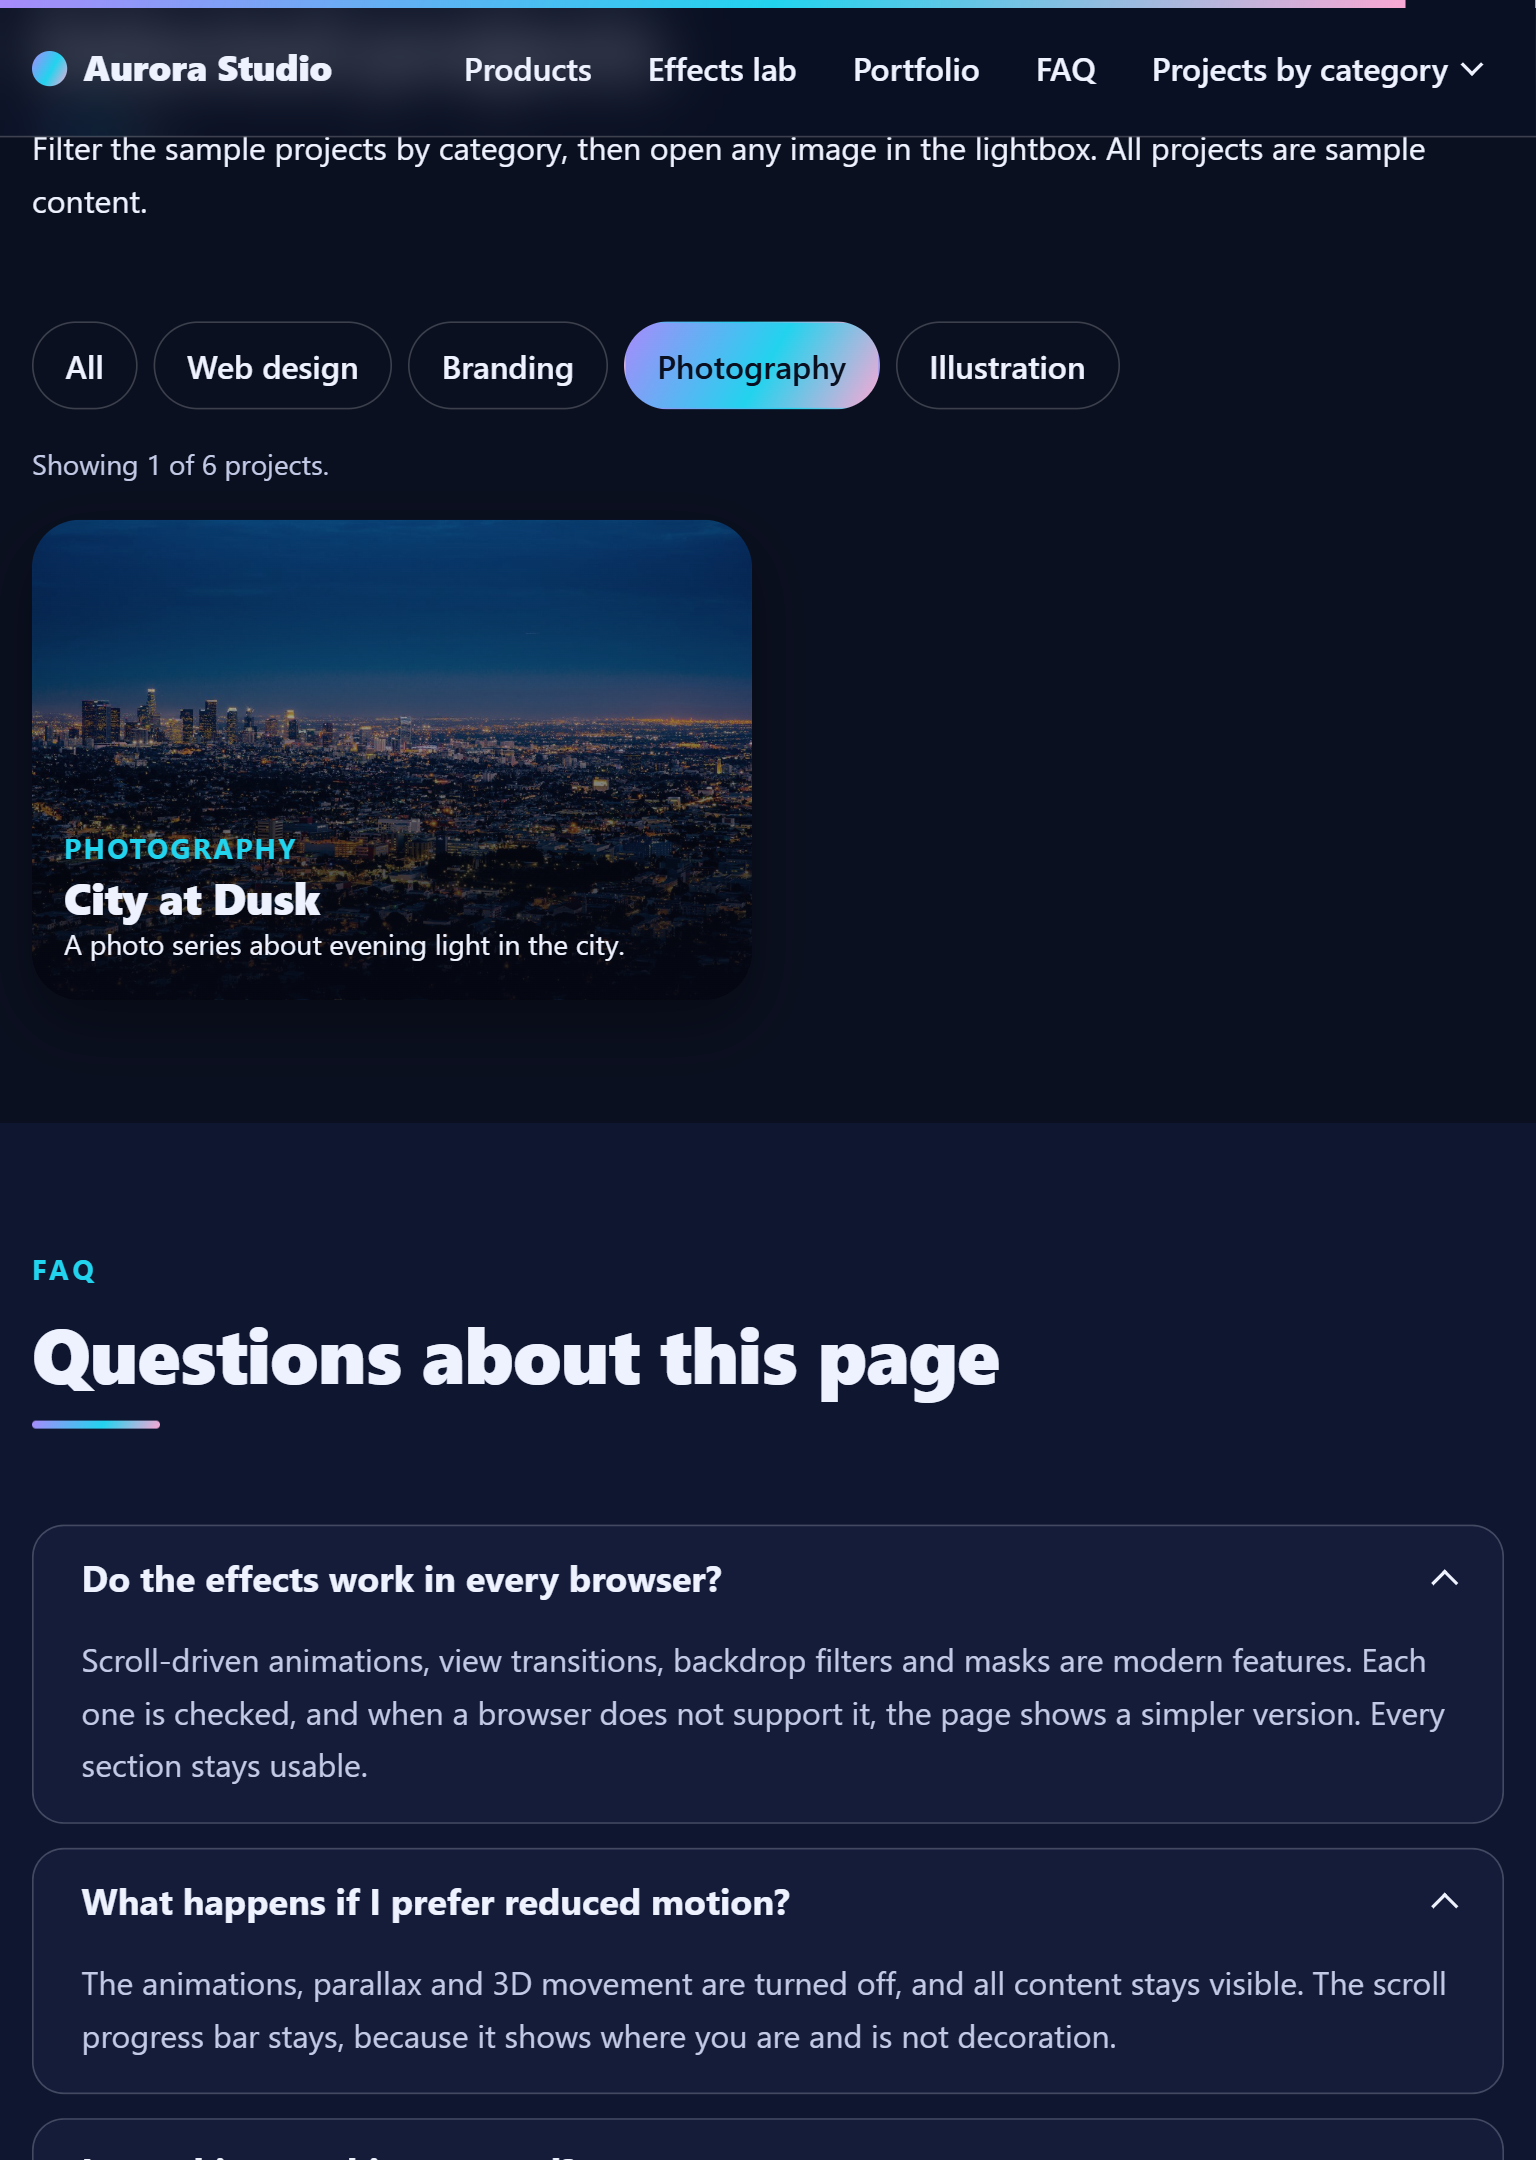 Aurora Studio
Products
Effects lab
Portfolio
FAQ
Projects by category
Filter the sample projects by category, then open any image in the lightbox. All projects are sample
content.
All
Web design
Branding
Photography
Illustration
Showing 1 of 6 projects.
PHOTOGRAPHY
City at Dusk
A photo series about evening light in the city.
FAQ
Questions about this page
Do the effects work in every browser?
Scroll-driven animations, view transitions, backdrop filters and masks are modern features. Each
one is checked, and when a browser does not support it, the page shows a simpler version. Every
section stays usable.
What happens if I prefer reduced motion?
The animations, parallax and 3D movement are turned off, and all content stays visible. The scroll
progress bar stays, because it shows where you are and is not decoration.